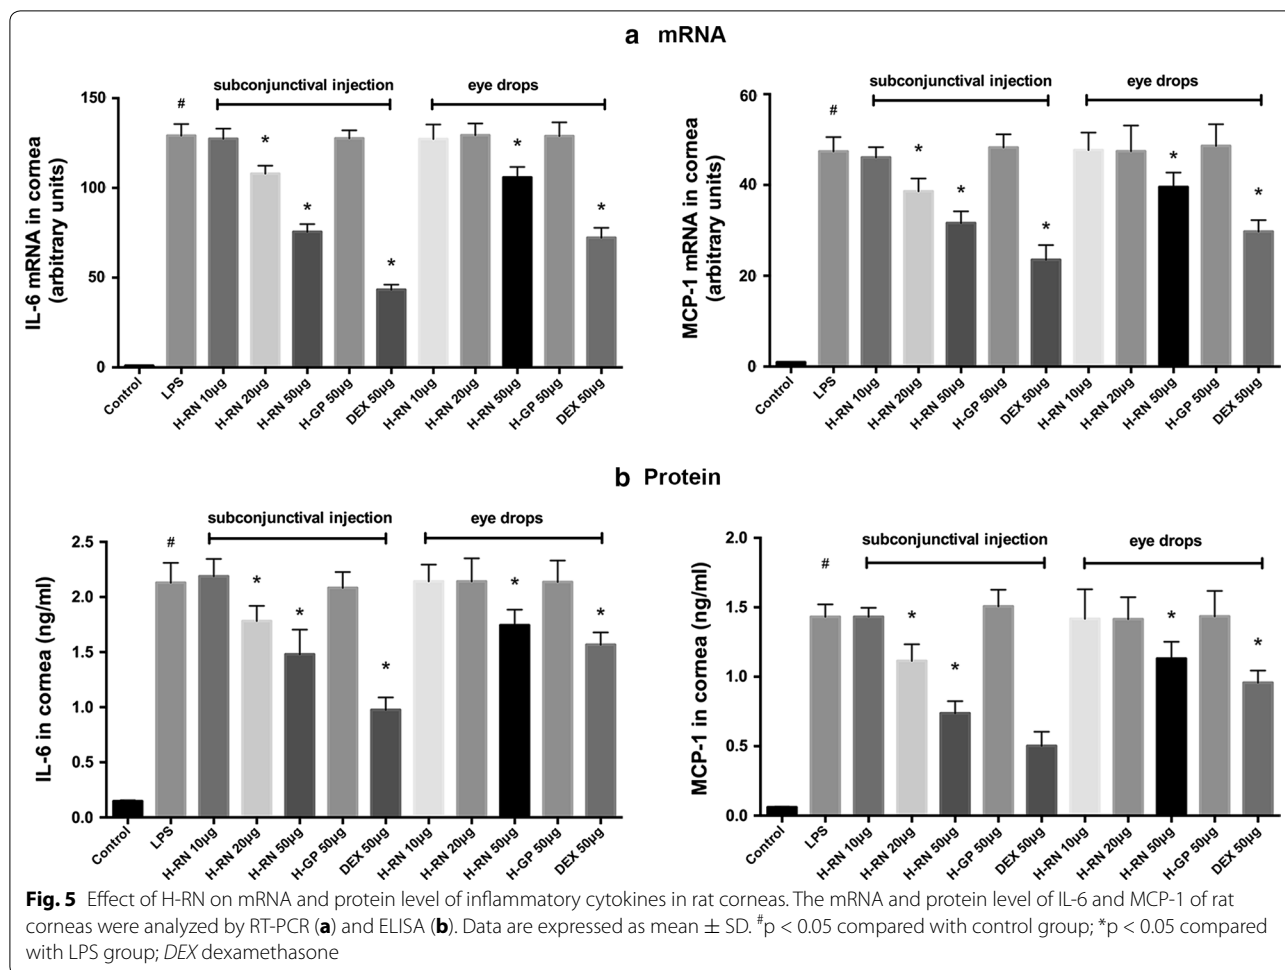 a mRNA
subconjunctival injection
eye drops
IL-6 mRNA in cornea
(arbitrary units)
150
100
50
0
#
*
*
*
*
*
Control
LPS
H-RN 10μg
H-RN 20μg
H-RN 50μg
H-GP 50μg
DEX 50μg
H-RN 10μg
H-RN 20μg
H-RN 50μg
H-GP 50μg
DEX 50μg
subconjunctival injection
eye drops
MCP-1 mRNA in cornea
(arbitrary units)
60
40
20
0
#
*
*
*
*
*
Control
LPS
H-RN 10μg
H-RN 20μg
H-RN 50μg
H-GP 50μg
DEX 50μg
H-RN 10μg
H-RN 20μg
H-RN 50μg
H-GP 50μg
DEX 50μg
b Protein
subconjunctival injection
eye drops
IL-6 in cornea (ng/ml)
2.5
2.0
1.5
1.0
0.5
0.0
#
*
*
*
*
*
Control
LPS
H-RN 10μg
H-RN 20μg
H-RN 50μg
H-GP 50μg
DEX 50μg
H-RN 10μg
H-RN 20μg
H-RN 50μg
H-GP 50μg
DEX 50μg
subconjunctival injection
eye drops
MCP-1 in cornea (ng/ml)
2.0
1.5
1.0
0.5
0.0
#
*
*
*
*
Control
LPS
H-RN 10μg
H-RN 20μg
H-RN 50μg
H-GP 50μg
DEX 50μg
H-RN 10μg
H-RN 20μg
H-RN 50μg
H-GP 50μg
DEX 50μg
Fig. 5 Effect of H-RN on mRNA and protein level of inflammatory cytokines in rat corneas. The mRNA and protein level of IL-6 and MCP-1 of rat
corneas were analyzed by RT-PCR (a) and ELISA (b). Data are expressed as mean ± SD. #p < 0.05 compared with control group; *p < 0.05 compared
with LPS group; DEX dexamethasone